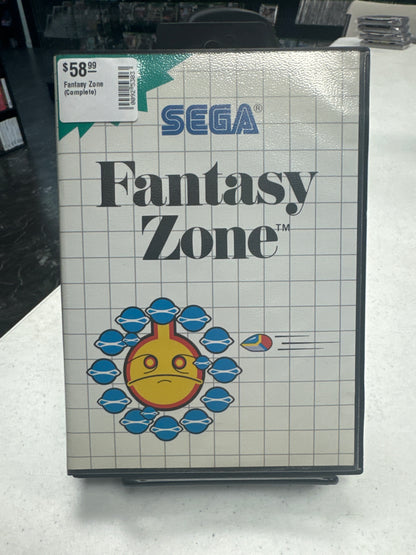 $58.99
Fantasy Zone
(Complete)
SEGA®
Fantasy
Zone™